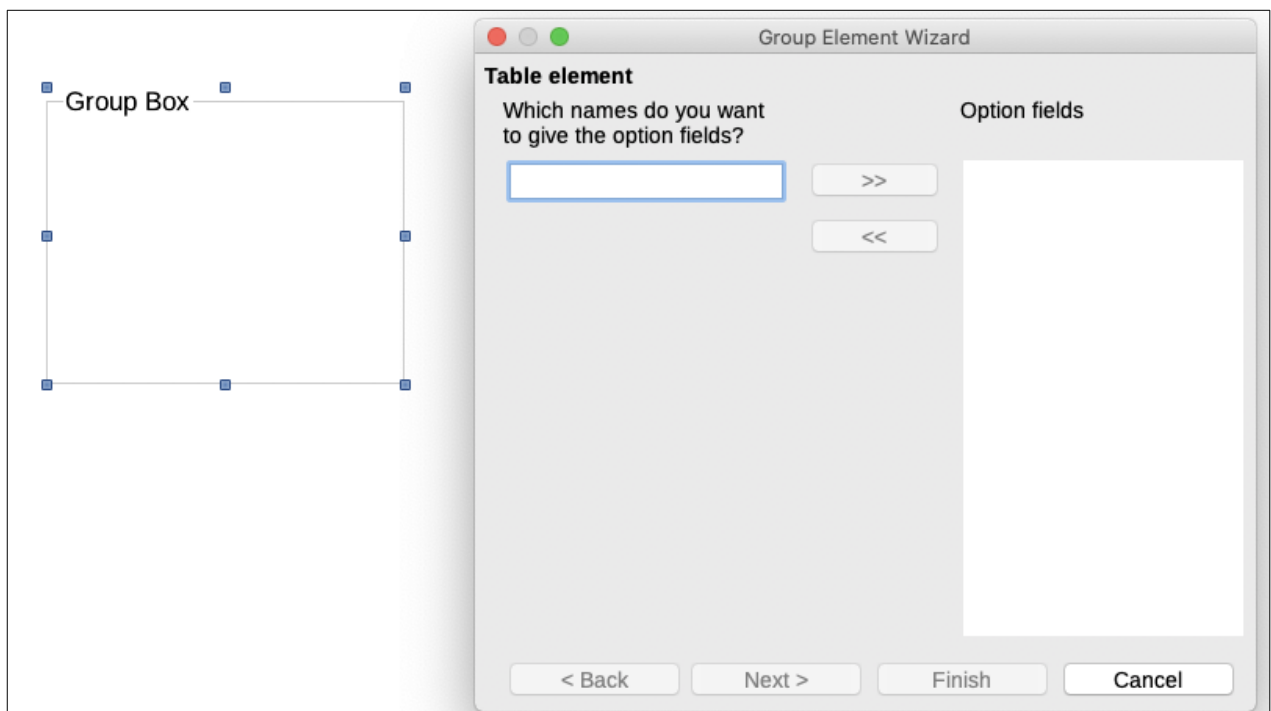 Group Box
Group Element Wizard
Table element
Which names do you want
to give the option fields?
Option fields
>>
<<
< Back
Next >
Finish
Cancel